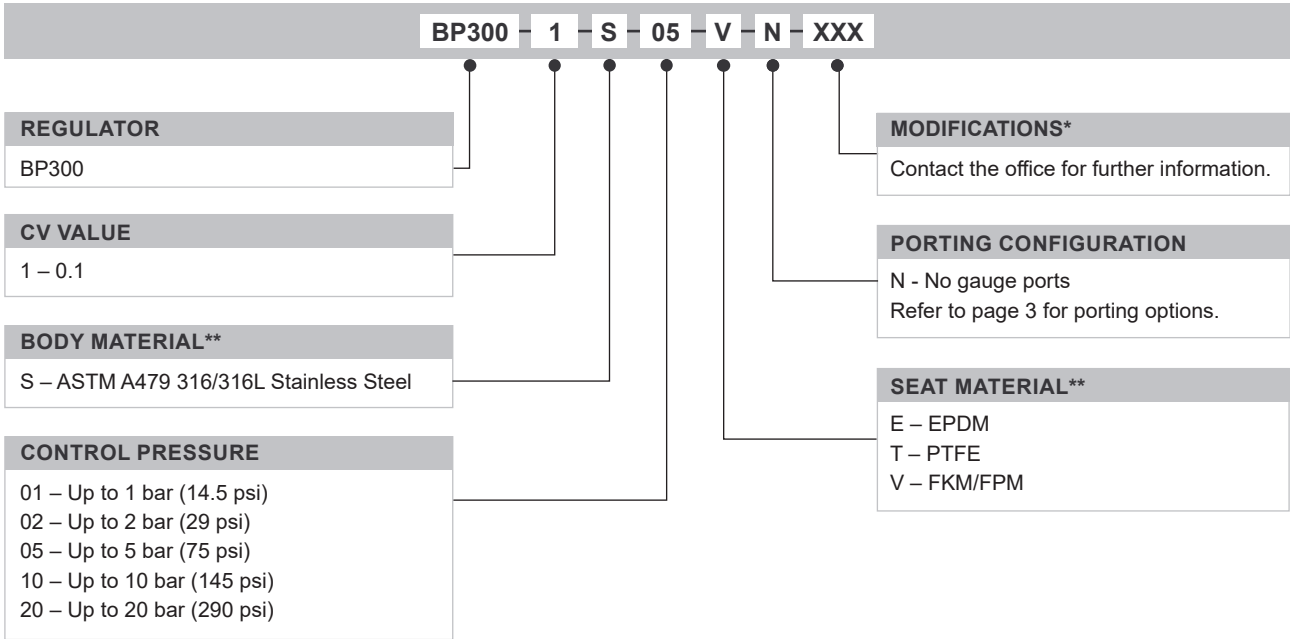 BP300 – 1 – S – 05 – V – N – XXX
REGULATOR
BP300
CV VALUE
1 – 0.1
BODY MATERIAL**
S – ASTM A479 316/316L Stainless Steel
CONTROL PRESSURE
01 – Up to 1 bar (14.5 psi)
02 – Up to 2 bar (29 psi)
05 – Up to 5 bar (75 psi)
10 – Up to 10 bar (145 psi)
20 – Up to 20 bar (290 psi)
MODIFICATIONS*
Contact the office for further information.
PORTING CONFIGURATION
N - No gauge ports
Refer to page 3 for porting options.
SEAT MATERIAL**
E – EPDM
T – PTFE
V – FKM/FPM